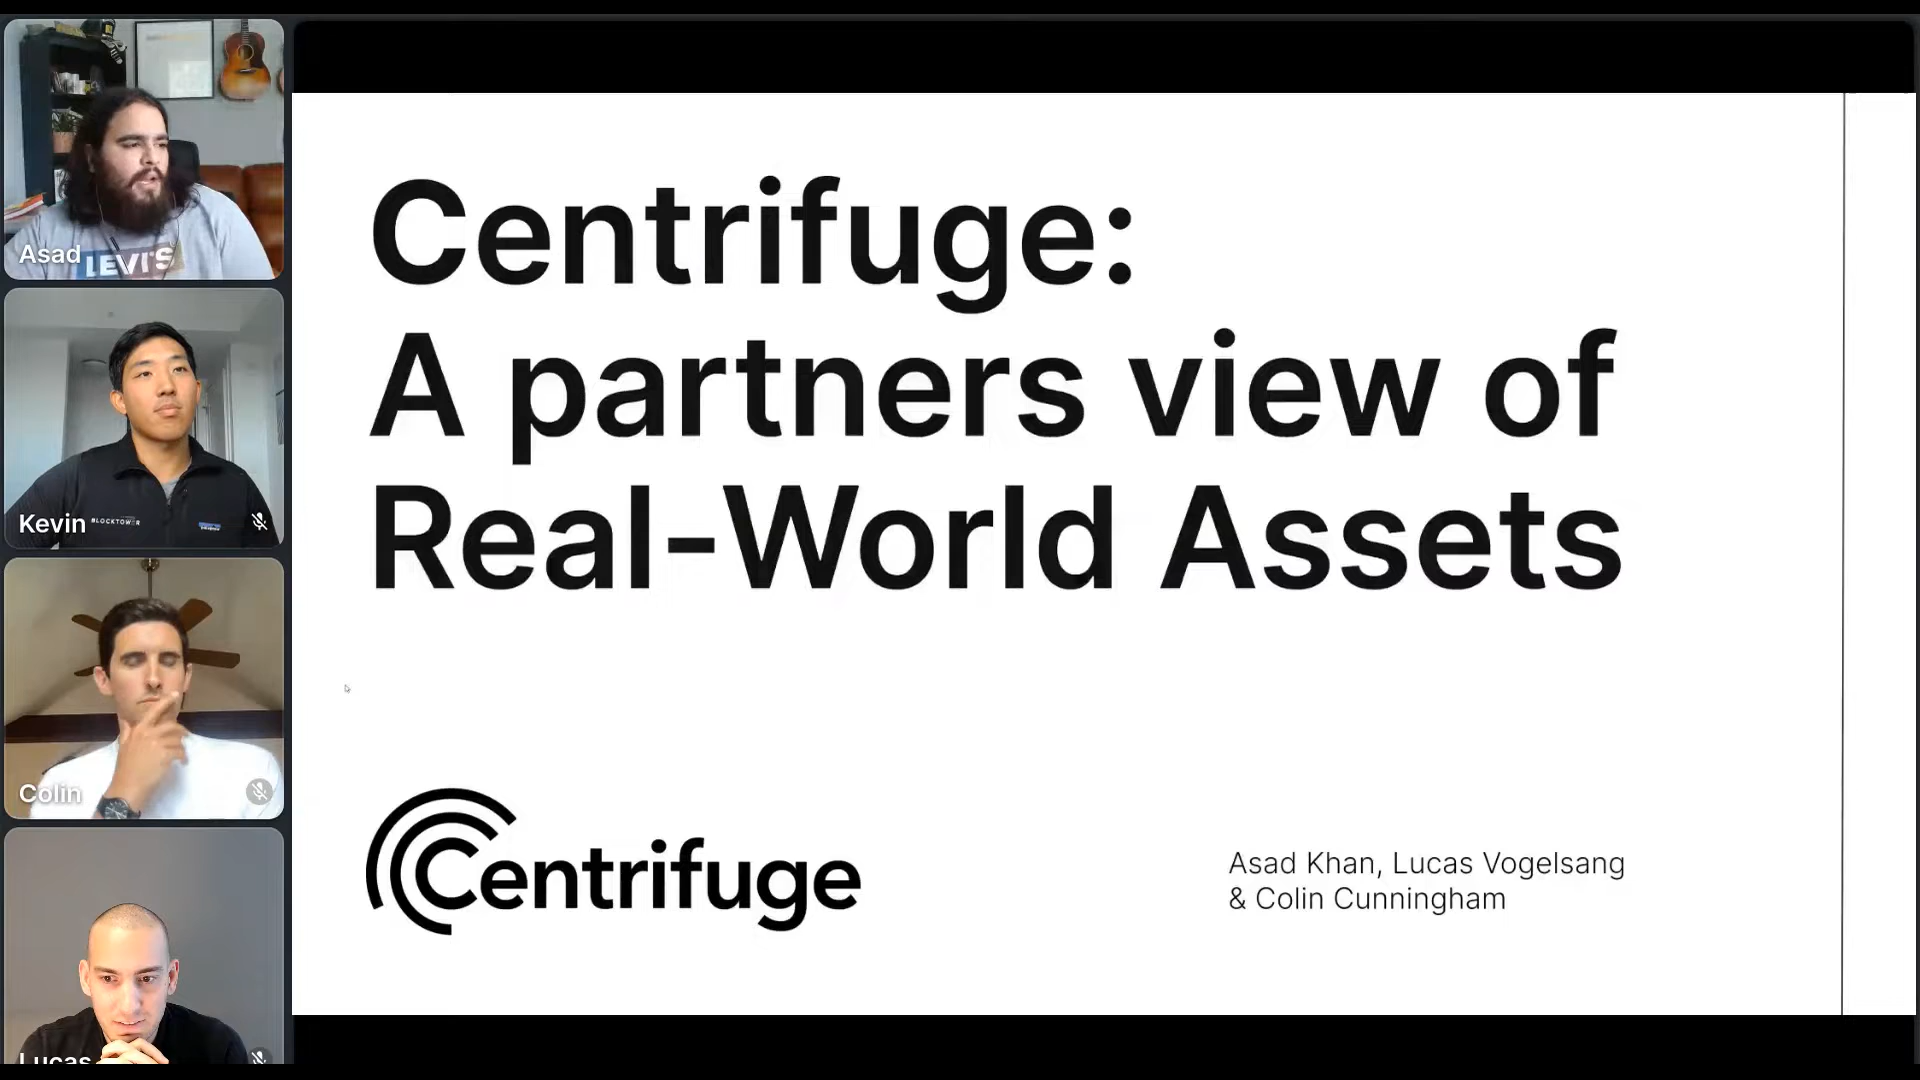 Asad
LEVI'S
Kevin
BLOCKTOWER
Colin
Lucas
Centrifuge:
A partners view of
Real-World Assets
Centrifuge
Asad Khan, Lucas Vogelsang
& Colin Cunningham